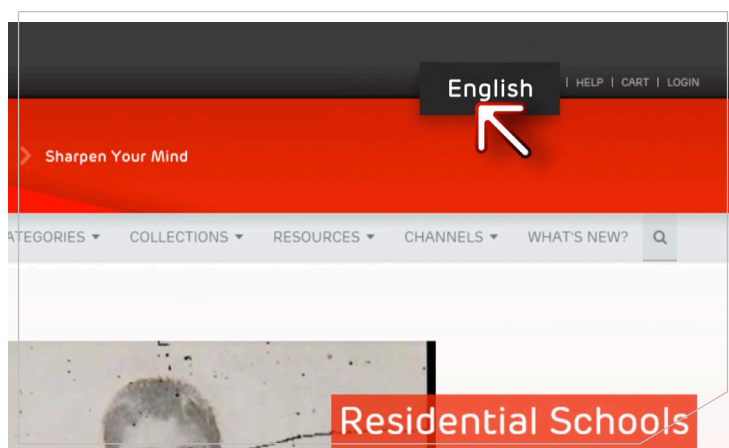 English | HELP | CART | LOGIN
Sharpen Your Mind
ATEGORIES COLLECTIONS RESOURCES CHANNELS WHAT'S NEW?
Residential Schools